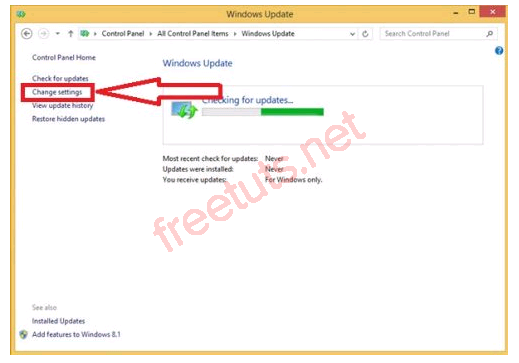 Windows Update
Control Panel ▸ All Control Panel Items ▸ Windows Update
Search Control Panel
Control Panel Home
Check for updates
Change settings
View update history
Restore hidden updates
Windows Update
Checking for updates...
Most recent check for updates: Never
Updates were installed: Never
You receive updates: For Windows only.
freetuts.net
See also
Installed Updates
Add features to Windows 8.1